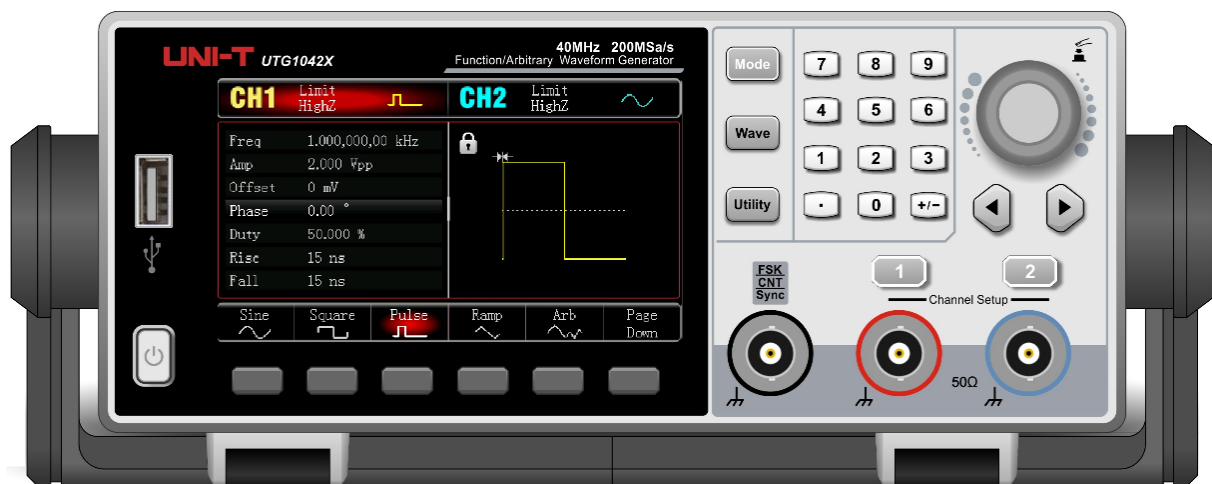 UNI-T UTG1042X
40MHz 200MSa/s
Function/Arbitrary Waveform Generator
CH1 Limit HighZ
CH2 Limit HighZ
Freq 1.000,000,00 kHz
Amp 2.000 Vpp
Offset 0 mV
Phase 0.00 °
Duty 50.000 %
Rise 15 ns
Fall 15 ns
Sine Square Pulse Ramp Arb Page Down
Mode
Wave
Utility
7 8 9
4 5 6
1 2 3
. 0 +/-
FSK
CNT
Sync
1 2
Channel Setup
50Ω